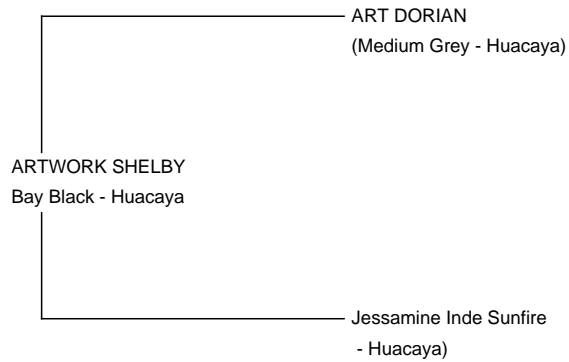 ART DORIAN
(Medium Grey - Huacaya)
ARTWORK SHELBY
Bay Black - Huacaya
Jessamine Inde Sunfire
- Huacaya)